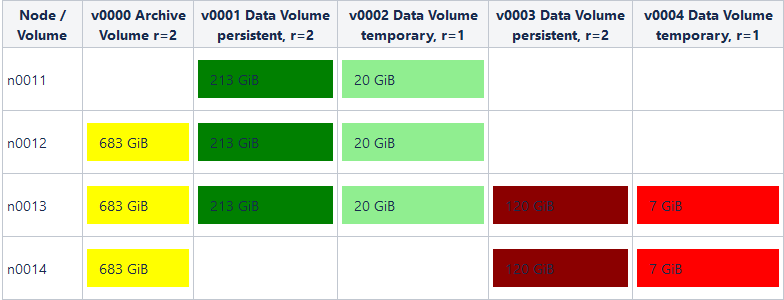 Node / Volume
v0000 Archive Volume r=2
v0001 Data Volume persistent, r=2
v0002 Data Volume temporary, r=1
v0003 Data Volume persistent, r=2
v0004 Data Volume temporary, r=1
n0011
213 GiB
20 GiB
n0012
683 GiB
213 GiB
20 GiB
n0013
683 GiB
213 GiB
20 GiB
120 GiB
7 GiB
n0014
683 GiB
120 GiB
7 GiB